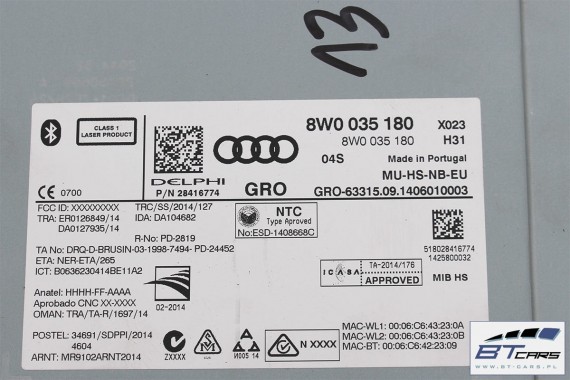 13
CLASS 1
LASER PRODUCT
DELPHI
P/N 28416774
8W0 035 180 X023
8W0 035 180 H31
04S Made in Portugal
MU-HS-NB-EU
GRO GRO-63315.09.1406010003
CE 0700
FCC ID: XXXXXXXXX
TRC/SS/2014/127
TRA: ER0126849/14
IDA: DA104682
DA0127935/14
R-No: PD-2819
TA No: DRQ-D-BRUSIN-03-1998-7494- PD-24452
ETA: NER-ETA/265
ICT: B0636230414BE11A2
NTC
Type Approved
No:ESD-1408668C
518028416774
1425800032
ICASA
TA-2014/176
APPROVED
MIB HS
Anatel: HHHH-FF-AAAA
Aprobado CNC XX-XXXX
OMAN: TRA/TA-R/1697/14
02-2014
POSTEL: 34691/SDPPI/2014
4604
ARNT: MR9102ARNT2014
ZXXXX
И005 14
N XXXX
MAC-WL1: 00:06:C6:43:23:0A
MAC-WL2: 00:06:C6:43:23:0B
MAC-BT: 00:06:C6:42:23:09
BTCARS
WWW.BT-CARS.PL